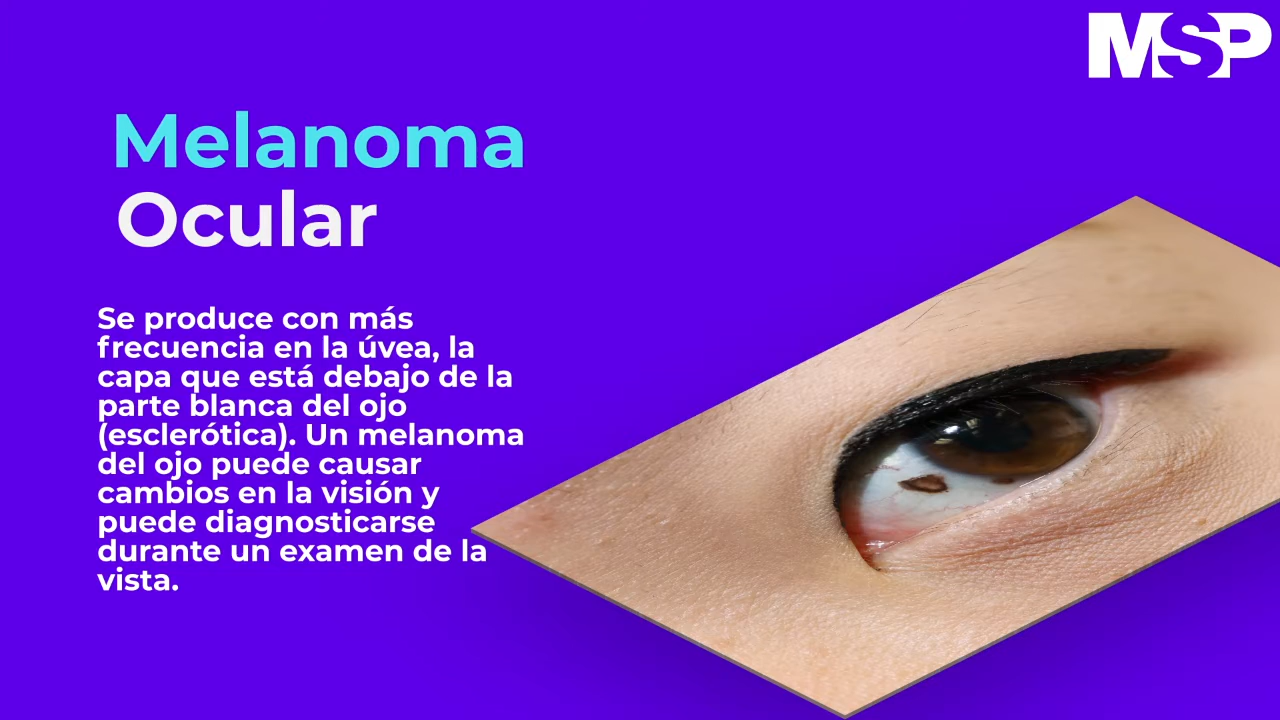 MSP
Melanoma
Ocular
Se produce con más
frecuencia en la úvea, la
capa que está debajo de la
parte blanca del ojo
(esclerótica). Un melanoma
del ojo puede causar
cambios en la visión y
puede diagnosticarse
durante un examen de la
vista.